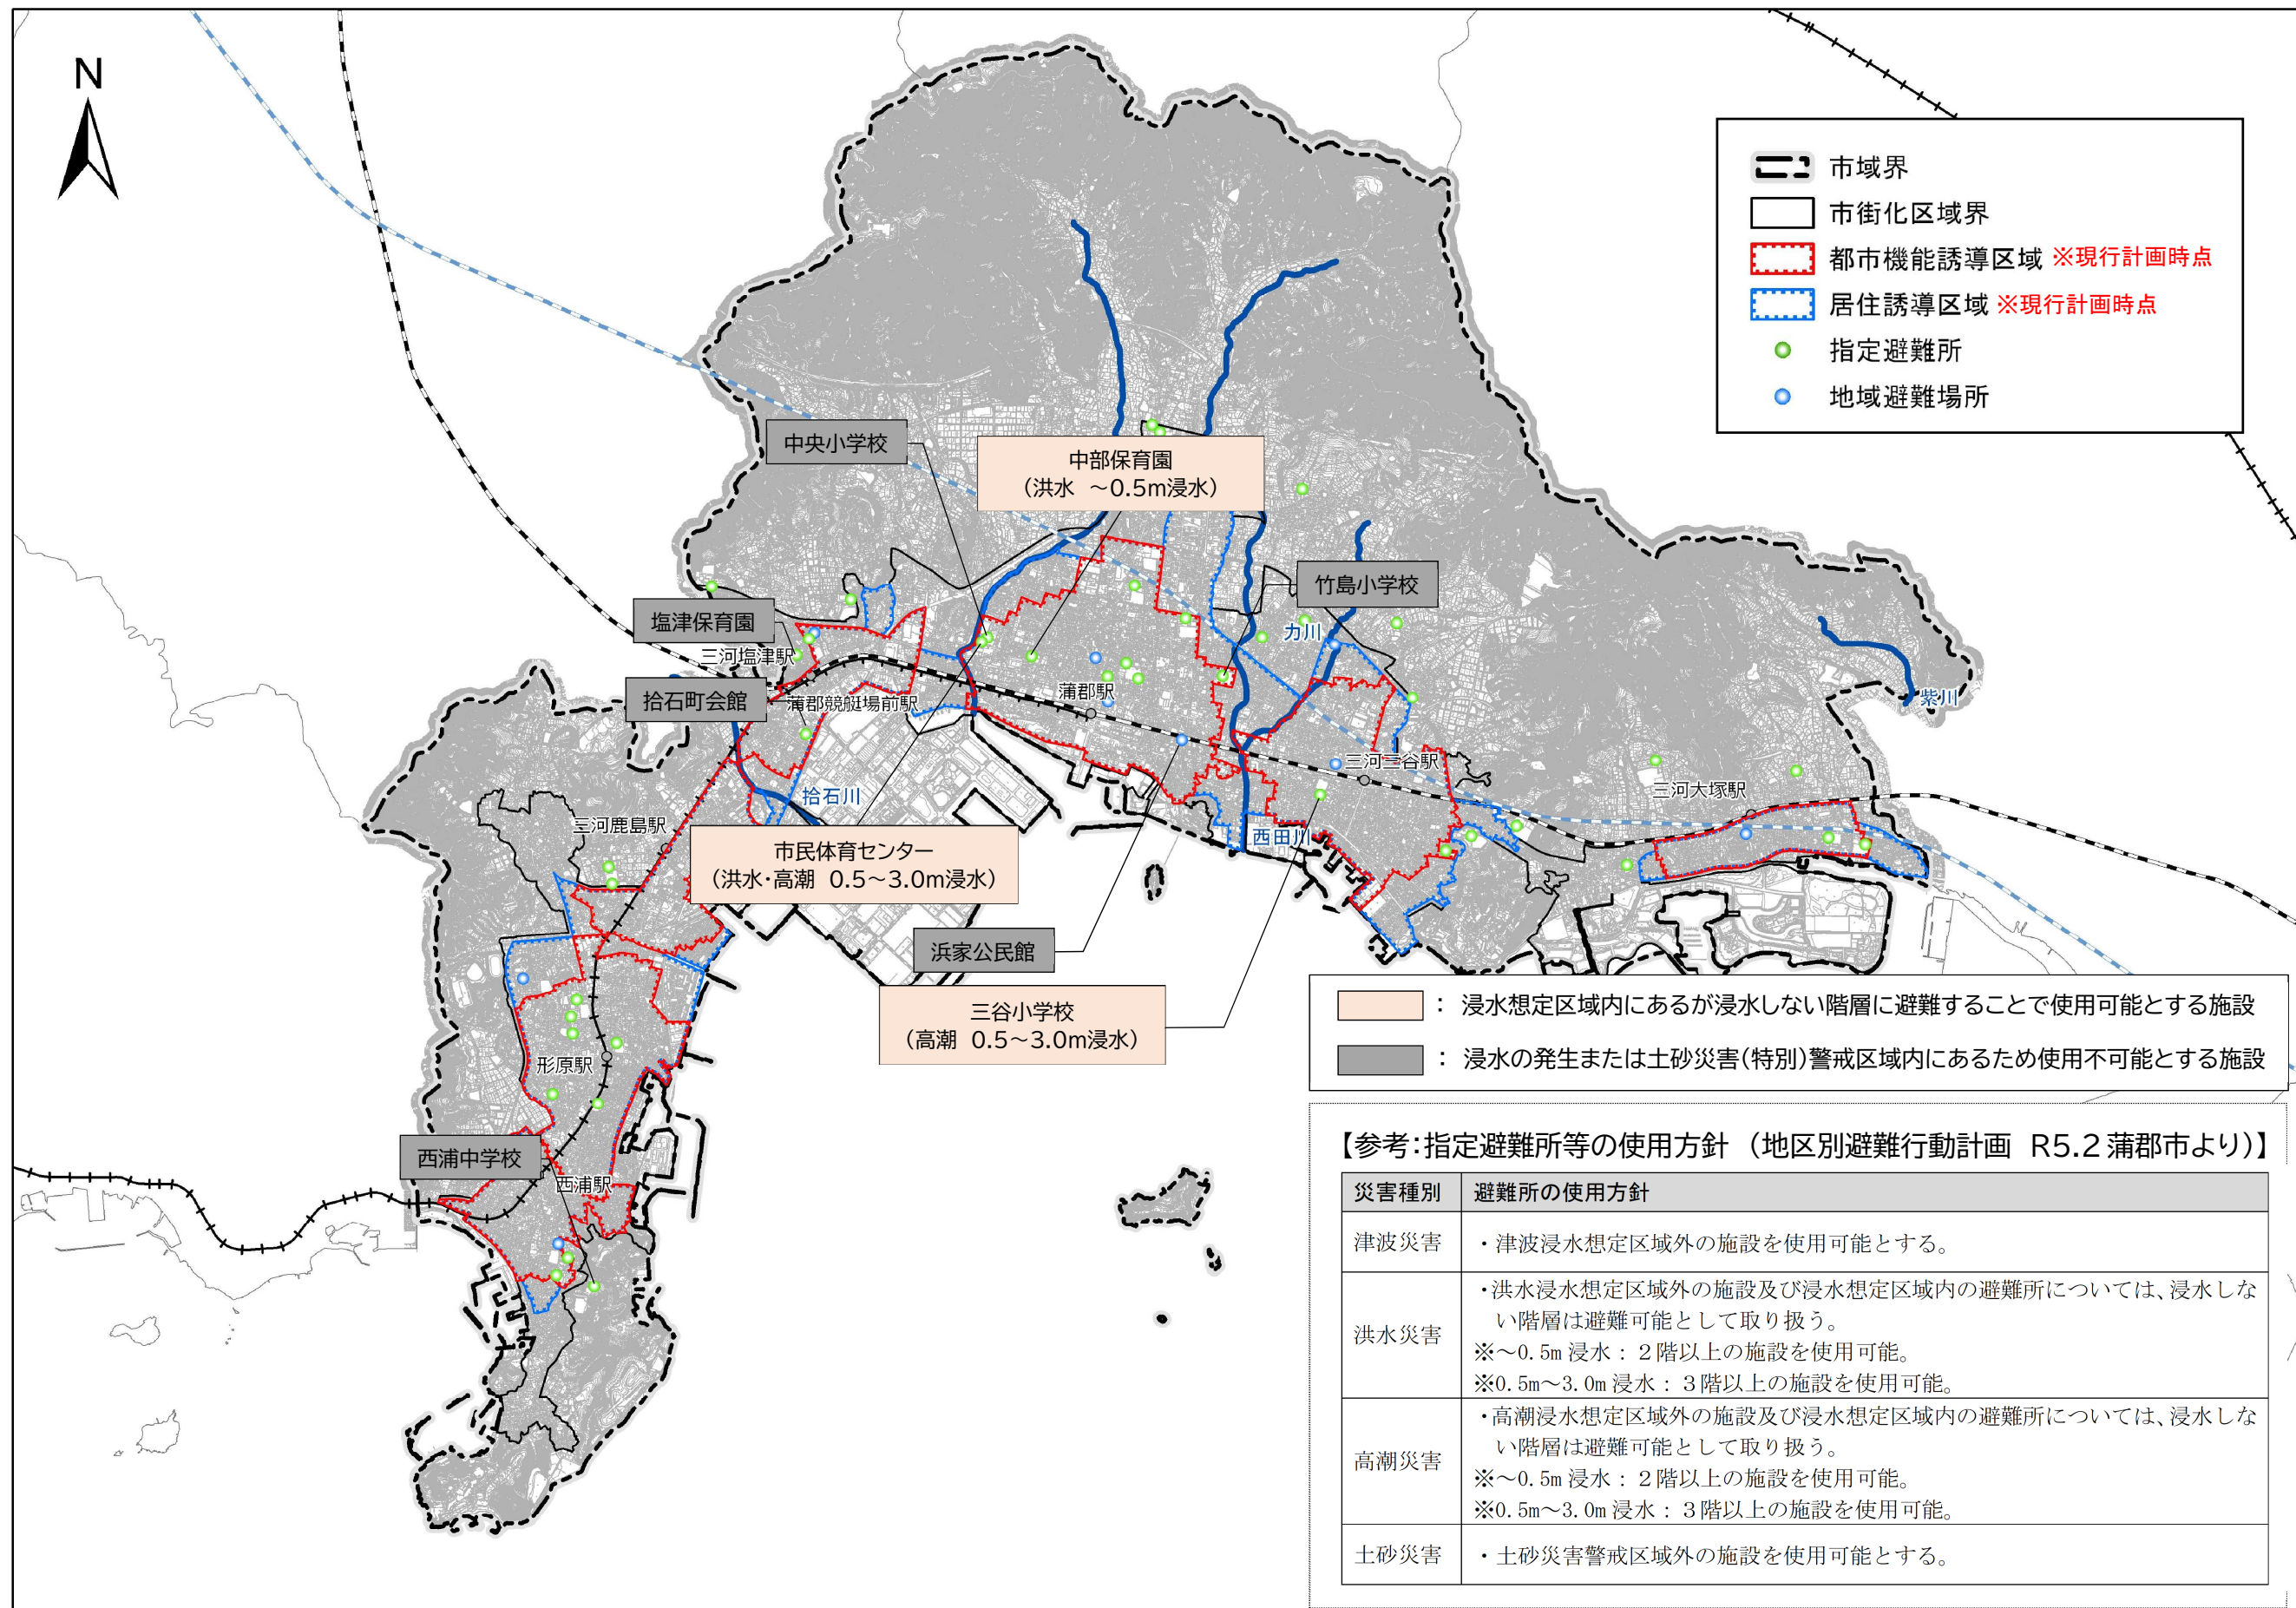 N
市域界
市街化区域界
都市機能誘導区域 ※現行計画時点
居住誘導区域 ※現行計画時点
指定避難所
地域避難場所
中央小学校
中部保育園
(洪水 ～0.5m浸水)
竹島小学校
塩津保育園
三河塩津駅
力川
拾石町会館
蒲郡競艇場前駅
蒲郡駅
紫川
三河三谷駅
三河大塚駅
拾石川
三河鹿島駅
西田川
市民体育センター
(洪水・高潮 0.5～3.0m浸水)
浜家公民館
三谷小学校
(高潮 0.5～3.0m浸水)
形原駅
西浦中学校
西浦駅
： 浸水想定区域内にあるが浸水しない階層に避難することで使用可能とする施設
： 浸水の発生または土砂災害(特別)警戒区域内にあるため使用不可能とする施設
【参考：指定避難所等の使用方針 (地区別避難行動計画 R5.2 蒲郡市より)】
災害種別 避難所の使用方針
津波災害 ・津波浸水想定区域外の施設を使用可能とする。
洪水災害 ・洪水浸水想定区域外の施設及び浸水想定区域内の避難所については、浸水しな
い階層は避難可能として取り扱う。
※～0.5m 浸水：２階以上の施設を使用可能。
※0.5m～3.0m 浸水：３階以上の施設を使用可能。
高潮災害 ・高潮浸水想定区域外の施設及び浸水想定区域内の避難所については、浸水しな
い階層は避難可能として取り扱う。
※～0.5m 浸水：２階以上の施設を使用可能。
※0.5m～3.0m 浸水：３階以上の施設を使用可能。
土砂災害 ・土砂災害警戒区域外の施設を使用可能とする。